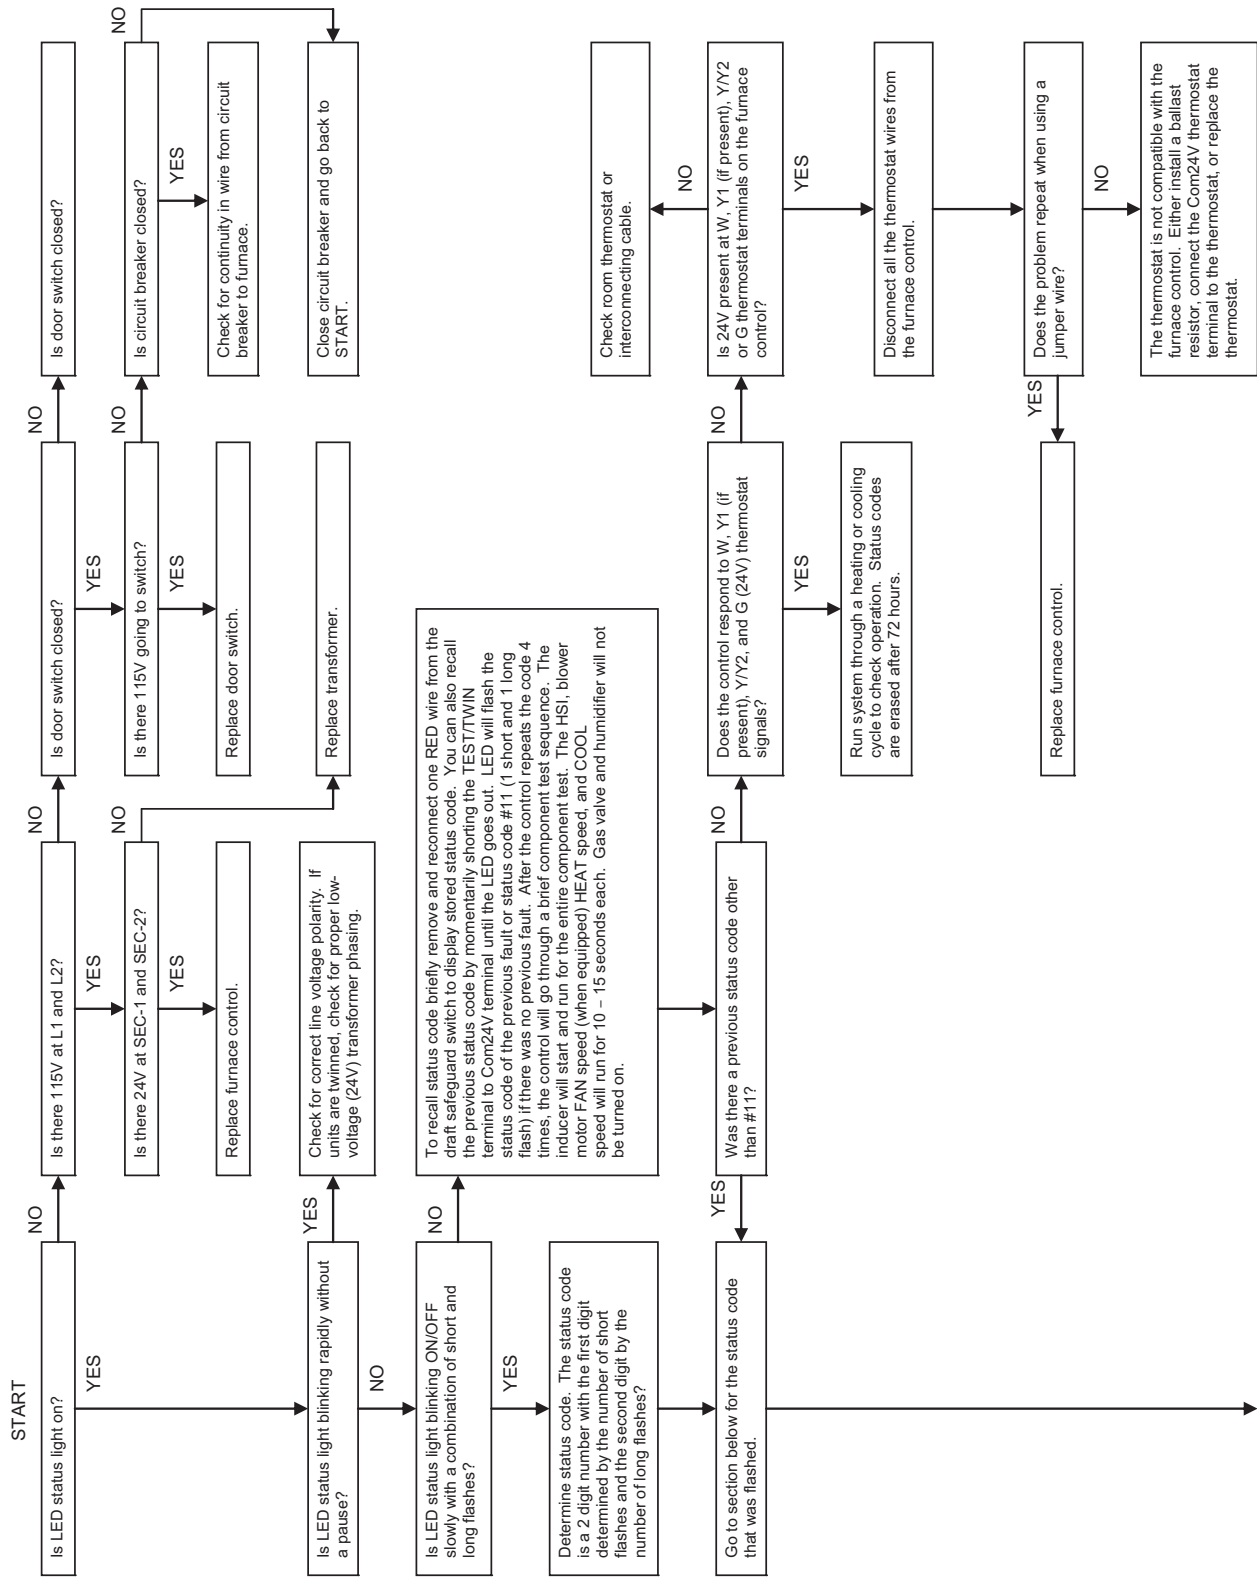 START
Is LED status light on?
NO
YES
Is there 115V at L1 and L2?
NO
YES
Is door switch closed?
NO
YES
Is door switch closed?
Is there 24V at SEC-1 and SEC-2?
NO
YES
Is there 115V going to switch?
NO
YES
Is circuit breaker closed?
NO
YES
Replace furnace control.
Replace door switch.
Check for continuity in wire from circuit
breaker to furnace.
Is LED status light blinking rapidly without
a pause?
YES
NO
Check for correct line voltage polarity. If
units are twinned, check for proper low-
voltage (24V) transformer phasing.
Replace transformer.
Close circuit breaker and go back to
START.
Is LED status light blinking ON/OFF
slowly with a combination of short and
long flashes?
NO
YES
To recall status code briefly remove and reconnect one RED wire from the
draft safeguard switch to display stored status code. You can also recall
the previous status code by momentarily shorting the TEST/TWIN
terminal to Com24V terminal until the LED goes out. LED will flash the
status code of the previous fault or status code #11 (1 short and 1 long
flash) if there was no previous fault. After the control repeats the code 4
times, the control will go through a brief component test sequence. The
inducer will start and run for the entire component test. The HSI, blower
motor FAN speed (when equipped) HEAT speed, and COOL
speed will run for 10 – 15 seconds each. Gas valve and humidifier will not
be turned on.
Determine status code. The status code
is a 2 digit number with the first digit
determined by the number of short
flashes and the second digit by the
number of long flashes?
Check room thermostat or
interconnecting cable.
NO
Go to section below for the status code
that was flashed.
YES
Was there a previous status code other
than #11?
NO
Does the control respond to W, Y1 (if
present), Y/Y2, and G (24V) thermostat
signals?
NO
YES
Is 24V present at W, Y1 (if present), Y/Y2
or G thermostat terminals on the furnace
control?
YES
Run system through a heating or cooling
cycle to check operation. Status codes
are erased after 72 hours.
Disconnect all the thermostat wires from
the furnace control.
Replace furnace control.
YES
Does the problem repeat when using a
jumper wire?
NO
The thermostat is not compatible with the
furnace control. Either install a ballast
resistor, connect the Com24V thermostat
terminal to the thermostat, or replace the
thermostat.